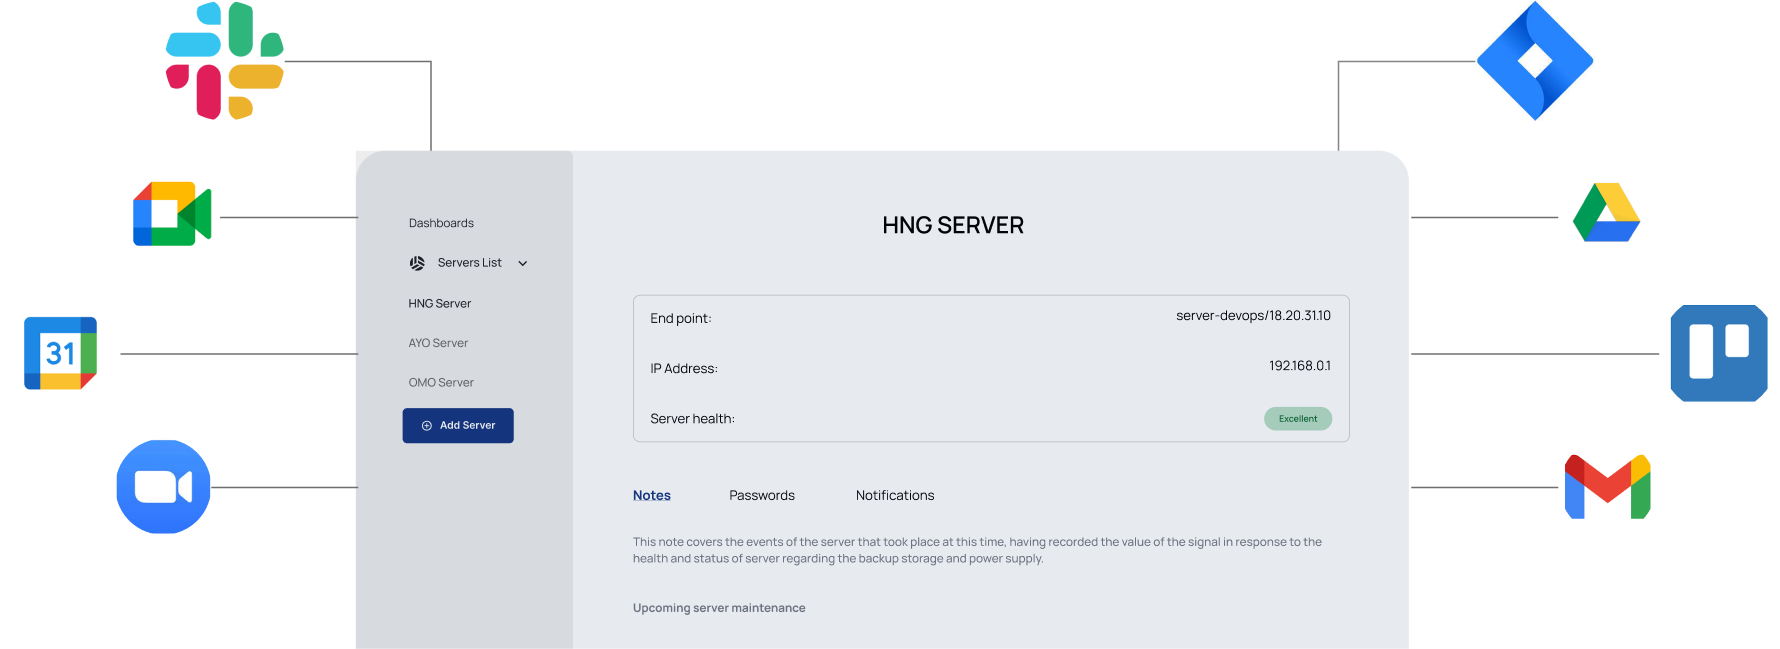 Dashboards
Servers List
HNG Server
AYO Server
OMO Server
Add Server
HNG SERVER
End point: server-devops/18.20.31.10
IP Address: 192.168.0.1
Server health: Excellent
Notes Passwords Notifications
This note covers the events of the server that took place at this time, having recorded the value of the signal in response to the
health and status of server regarding the backup storage and power supply.
Upcoming server maintenance
31